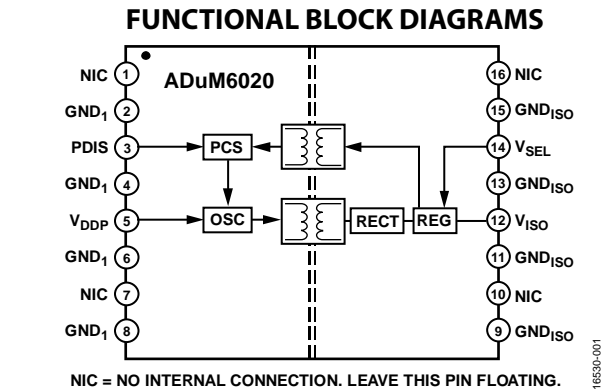 FUNCTIONAL BLOCK DIAGRAMS
ADuM6020
NIC 1
GND1 2
PDIS 3
GND1 4
VDDP 5
GND1 6
NIC 7
GND1 8
PCS
OSC
RECT
REG
16 NIC
15 GNDISO
14 VSEL
13 GNDISO
12 VISO
11 GNDISO
10 NIC
9 GNDISO
NIC = NO INTERNAL CONNECTION. LEAVE THIS PIN FLOATING.
16530-001